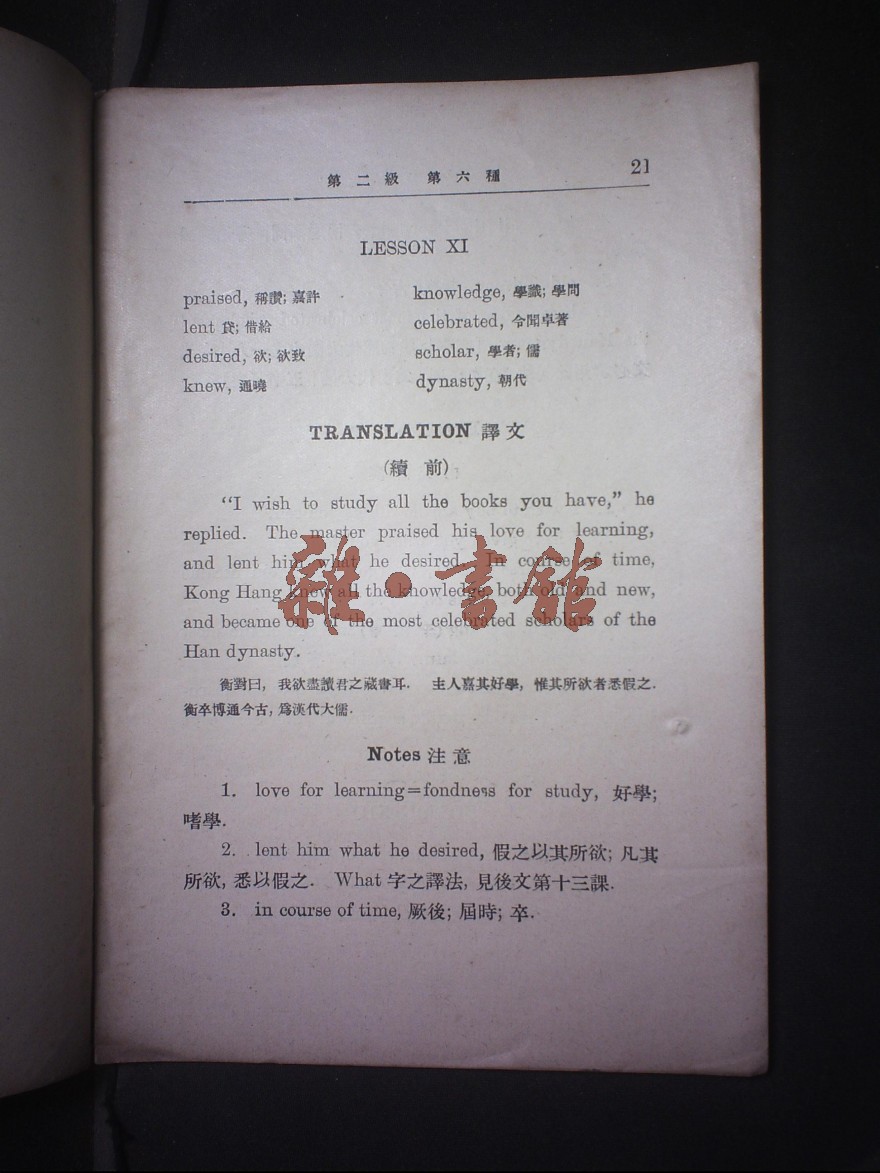 第二級 第六種 21
LESSON XI
praised, 稱讚; 嘉許 knowledge, 學識; 學問
lent 貸; 借給 celebrated, 令聞卓著
desired, 欲; 欲致 scholar, 學者; 儒
knew, 通曉 dynasty, 朝代
TRANSLATION 譯文
(續 前)
“I wish to study all the books you have,” he
replied. The master praised his love for learning,
and lent him what he desired. In course of time,
Kong Hang knew all the knowledge, both old and new,
and became one of the most celebrated scholars of the
Han dynasty.
衡對曰, 我欲盡讀君之藏書耳. 主人嘉其好學, 惟其所欲者悉假之.
衡卒博通今古, 爲漢代大儒.
Notes 注意
1. love for learning=fondness for study, 好學;
嗜學.
2. lent him what he desired, 假之以其所欲; 凡其
所欲, 悉以假之. What 字之譯法, 見後文第十三課.
3. in course of time, 厥後; 屆時; 卒.
雜·書館